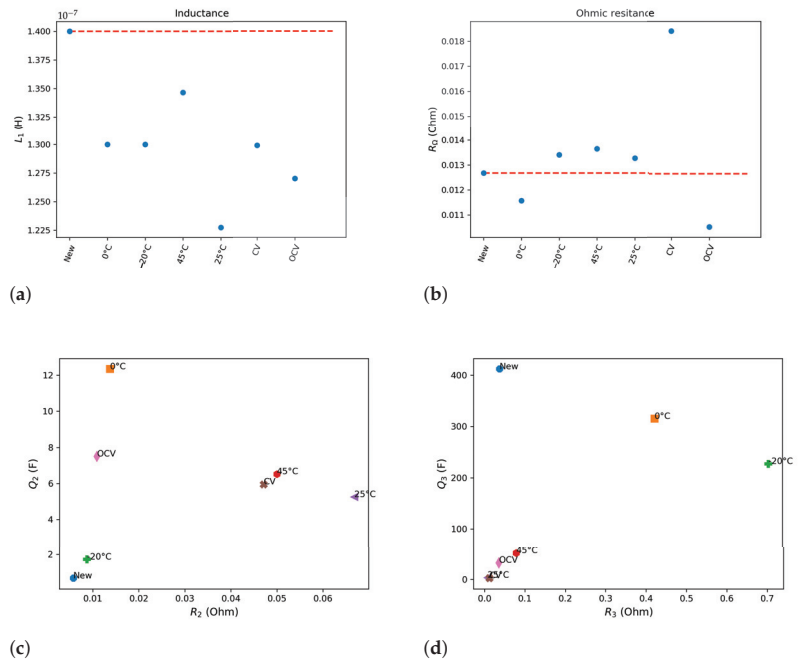 Inductance
1e−7
1.400
1.375
1.350
1.325
1.300
1.275
1.250
1.225
L1 (H)
New
0°C
−20°C
45°C
25°C
CV
OCV
(a)
Ohmic resitance
0.018
0.017
0.016
0.015
0.014
0.013
0.012
0.011
RΩ (Ohm)
New
0°C
−20°C
45°C
25°C
CV
OCV
(b)
12
10
8
6
4
2
Q2 (F)
0°C
OCV
45°C
CV
25°C
20°C
New
0.01
0.02
0.03
0.04
0.05
0.06
R2 (Ohm)
(c)
400
300
200
100
0
Q3 (F)
New
0°C
20°C
45°C
OCV
25°C
CV
0.0
0.1
0.2
0.3
0.4
0.5
0.6
0.7
R3 (Ohm)
(d)